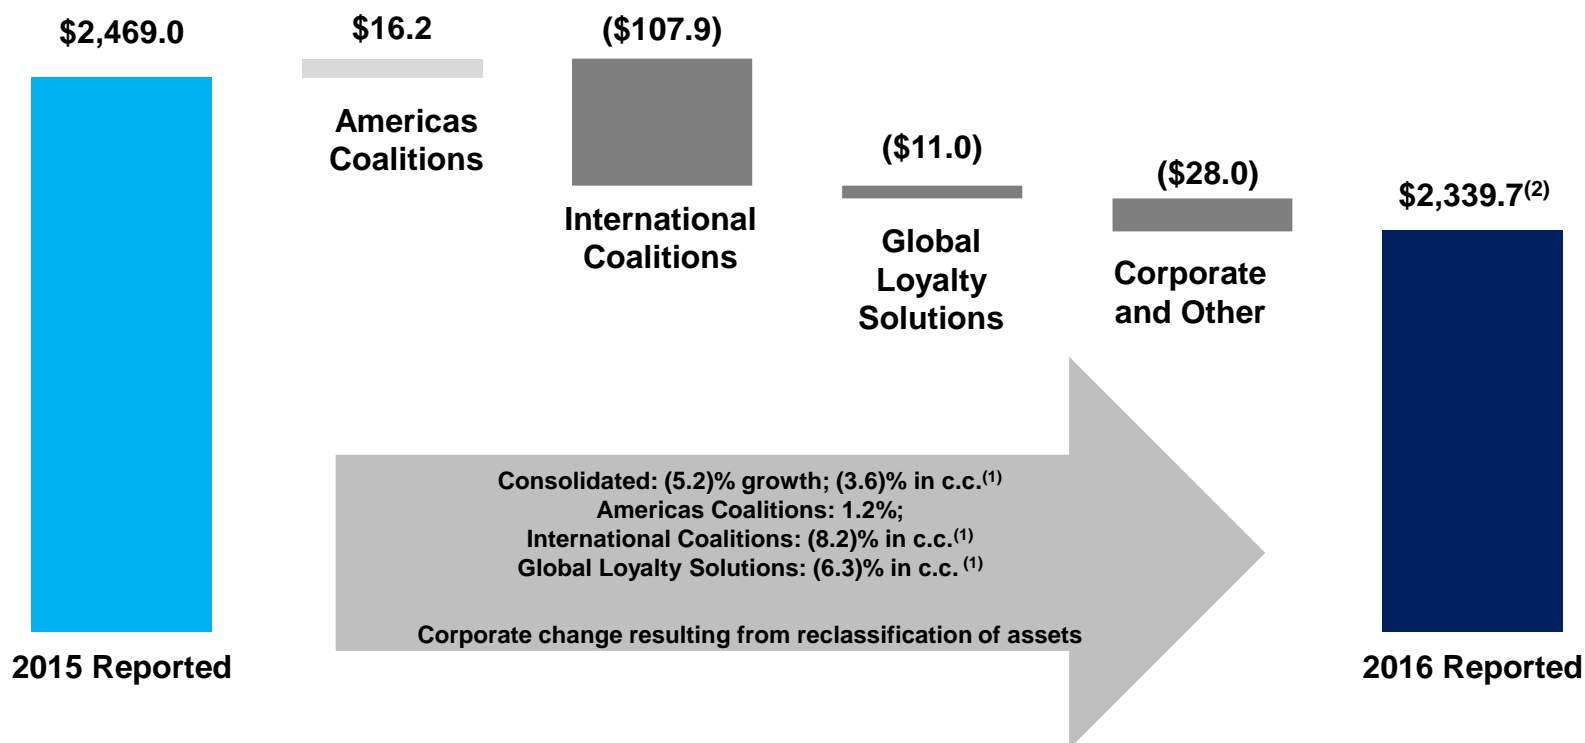 $2,469.0
$16.2
($107.9)
Americas
Coalitions
($11.0)
($28.0)
$2,339.7(2)
International
Coalitions
Global
Loyalty
Solutions
Corporate
and Other
Consolidated: (5.2)% growth; (3.6)% in c.c.(1)
Americas Coalitions: 1.2%;
International Coalitions: (8.2)% in c.c.(1)
Global Loyalty Solutions: (6.3)% in c.c. (1)
Corporate change resulting from reclassification of assets
2015 Reported
2016 Reported